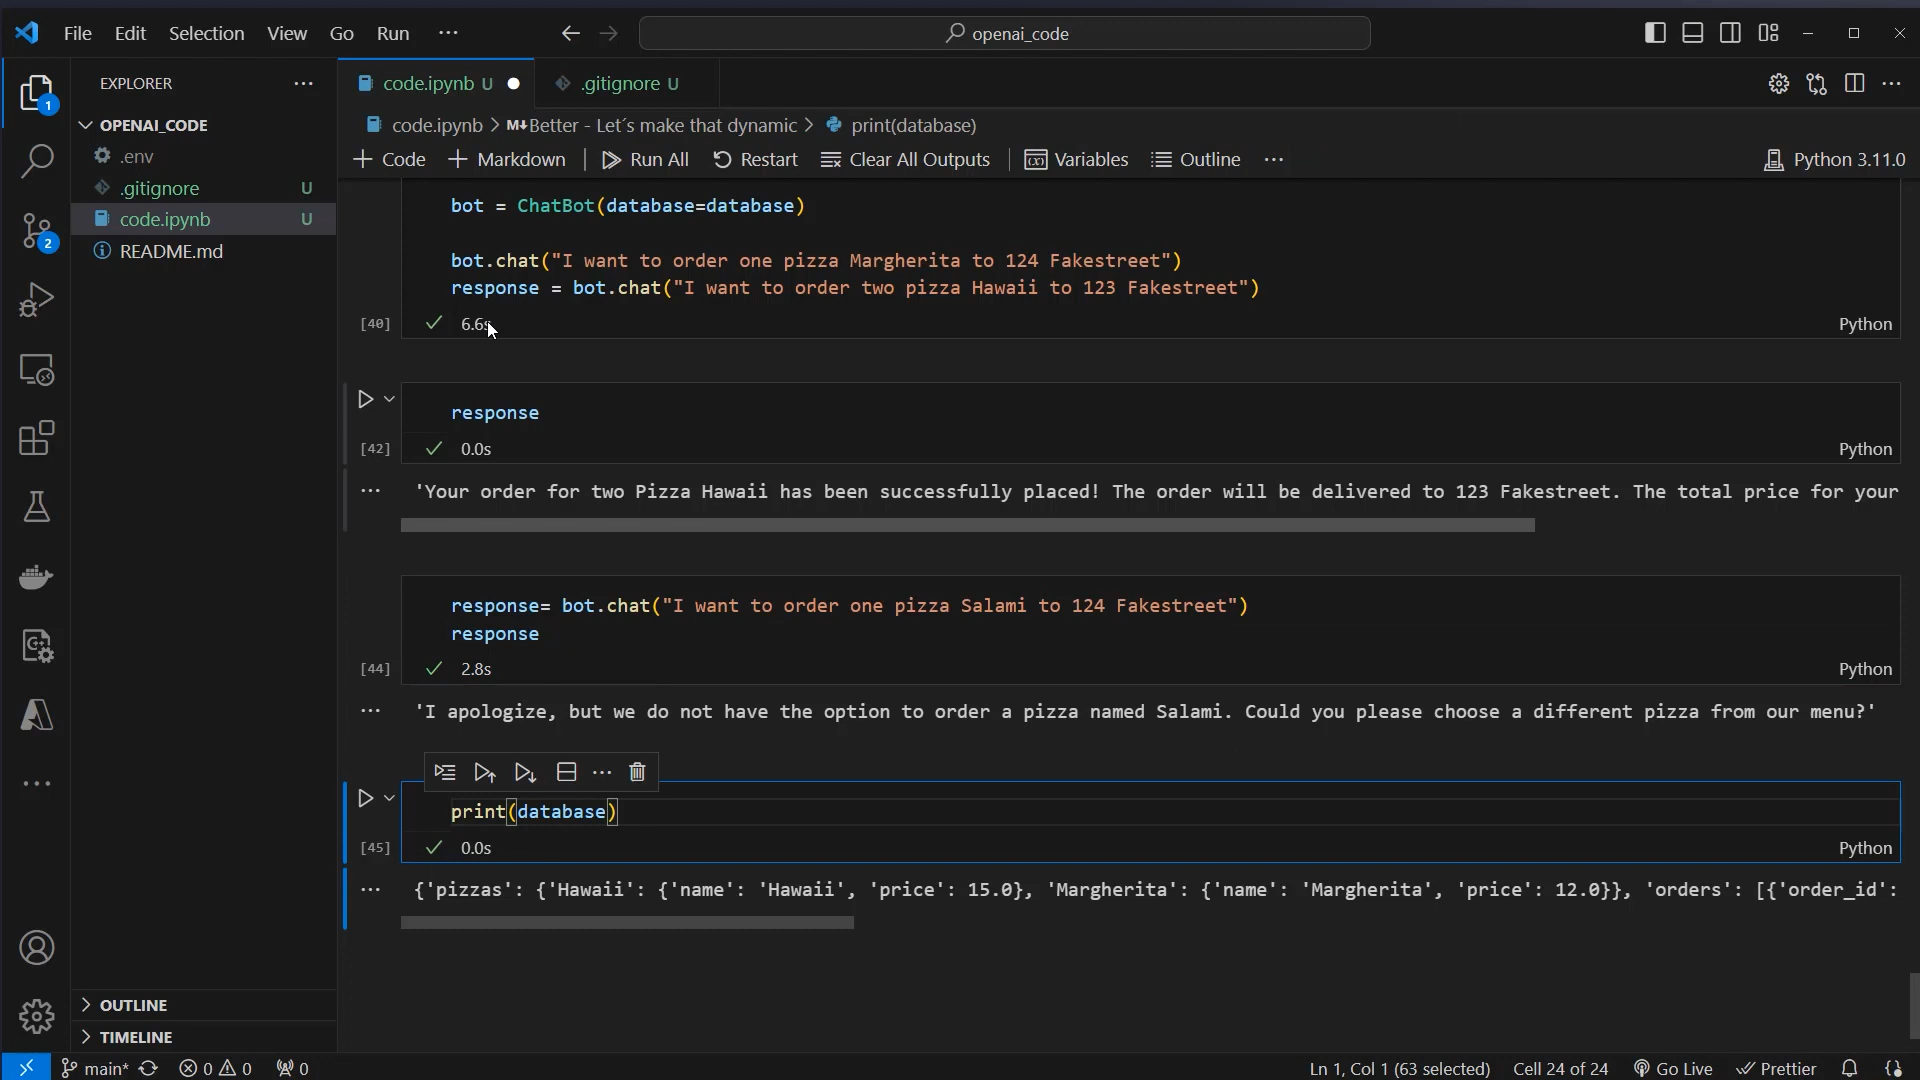 File Edit Selection View Go Run ···
openai_code
EXPLORER
code.ipynb U
.gitignore U
OPENAI_CODE
.env
.gitignore U
code.ipynb U
README.md
code.ipynb > M↓Better - Let´s make that dynamic > print(database)
+ Code + Markdown Run All Restart Clear All Outputs Variables Outline ··· Python 3.11.0
bot = ChatBot(database=database)
bot.chat("I want to order one pizza Margherita to 124 Fakestreet")
response = bot.chat("I want to order two pizza Hawaii to 123 Fakestreet")
[40] 6.6s Python
response
[42] 0.0s Python
'Your order for two Pizza Hawaii has been successfully placed! The order will be delivered to 123 Fakestreet. The total price for your
response= bot.chat("I want to order one pizza Salami to 124 Fakestreet")
response
[44] 2.8s Python
'I apologize, but we do not have the option to order a pizza named Salami. Could you please choose a different pizza from our menu?'
print(database)
[45] 0.0s Python
{'pizzas': {'Hawaii': {'name': 'Hawaii', 'price': 15.0}, 'Margherita': {'name': 'Margherita', 'price': 12.0}}, 'orders': [{'order_id':
OUTLINE
TIMELINE
1
2
main* 0 0 0 Ln 1, Col 1 (63 selected) Cell 24 of 24 Go Live Prettier